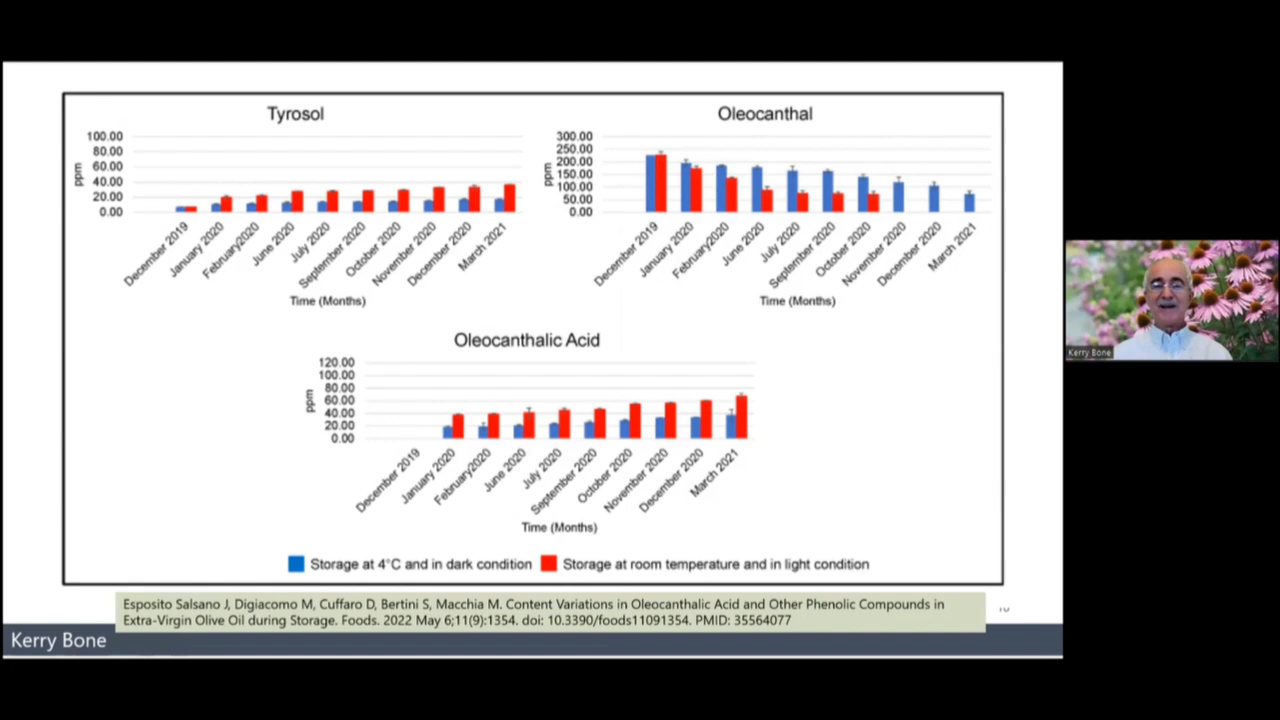 Tyrosol
100.00
80.00
60.00
40.00
20.00
0.00
ppm
December 2019
January 2020
February2020
June 2020
July 2020
September 2020
October 2020
November 2020
December 2020
March 2021
Time (Months)
Oleocanthal
300.00
250.00
200.00
150.00
100.00
50.00
0.00
ppm
December 2019
January 2020
February2020
June 2020
July 2020
September 2020
October 2020
November 2020
December 2020
March 2021
Time (Months)
Oleocanthalic Acid
120.00
100.00
80.00
60.00
40.00
20.00
0.00
ppm
December 2019
January 2020
February2020
June 2020
July 2020
September 2020
October 2020
November 2020
December 2020
March 2021
Time (Months)
Storage at 4°C and in dark condition
Storage at room temperature and in light condition
Esposito Salsano J, Digiacomo M, Cuffaro D, Bertini S, Macchia M. Content Variations in Oleocanthalic Acid and Other Phenolic Compounds in
Extra-Virgin Olive Oil during Storage. Foods. 2022 May 6;11(9):1354. doi: 10.3390/foods11091354. PMID: 35564077
Kerry Bone
Kerry Bone